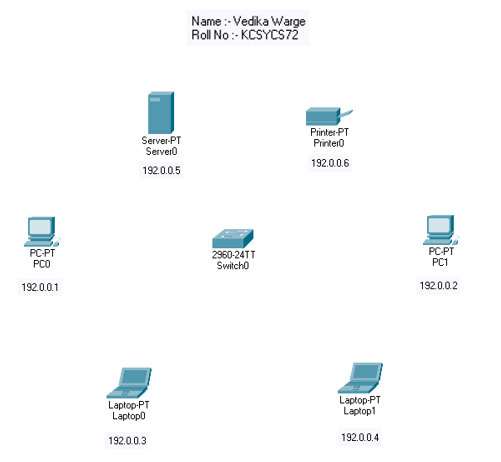 Name :- Vedika Warge
Roll No :- KCSYCS72
Server-PT
Server0
192.0.0.5
Printer-PT
Printer0
192.0.0.6
PC-PT
PC0
192.0.0.1
2960-24TT
Switch0
PC-PT
PC1
192.0.0.2
Laptop-PT
Laptop0
192.0.0.3
Laptop-PT
Laptop1
192.0.0.4